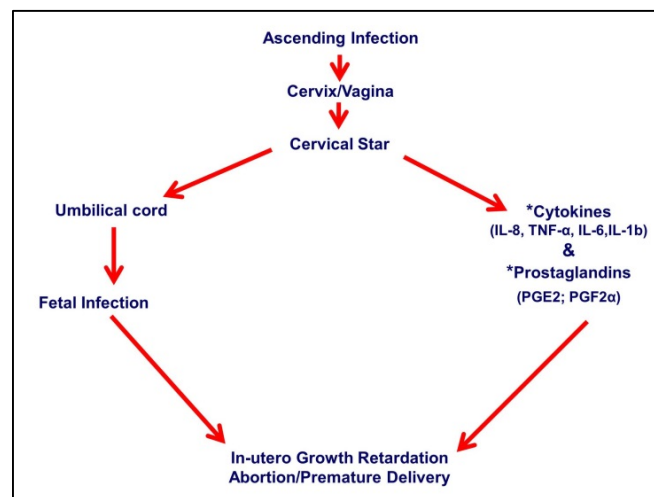 Ascending Infection
Cervix/Vagina
Cervical Star
Umbilical cord
*Cytokines
(IL-8, TNF-α, IL-6,IL-1b)
&
*Prostaglandins
(PGE2; PGF2α)
Fetal Infection
In-utero Growth Retardation
Abortion/Premature Delivery